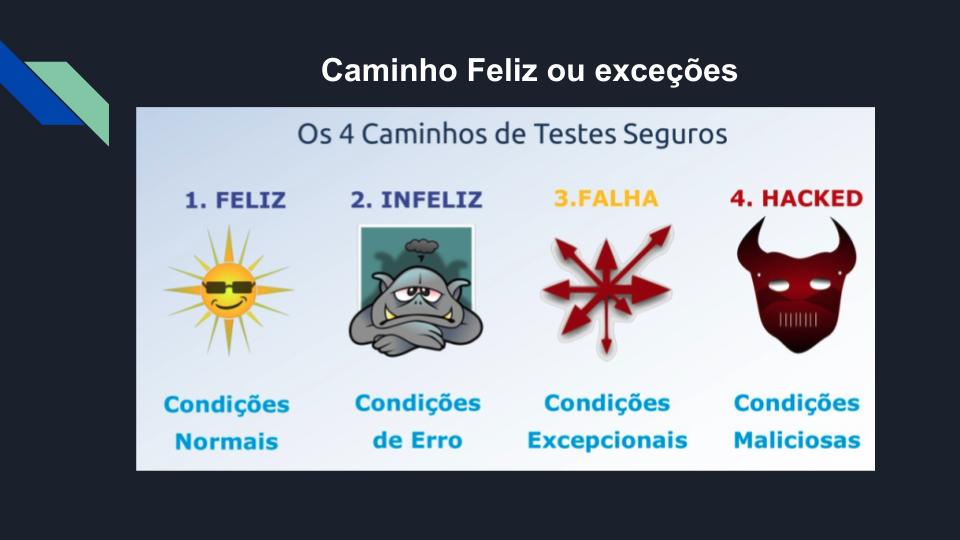 Caminho Feliz ou exceções
Os 4 Caminhos de Testes Seguros
1. FELIZ
2. INFELIZ
3.FALHA
4. HACKED
Condições
Normais
Condições
de Erro
Condições
Excepcionais
Condições
Maliciosas